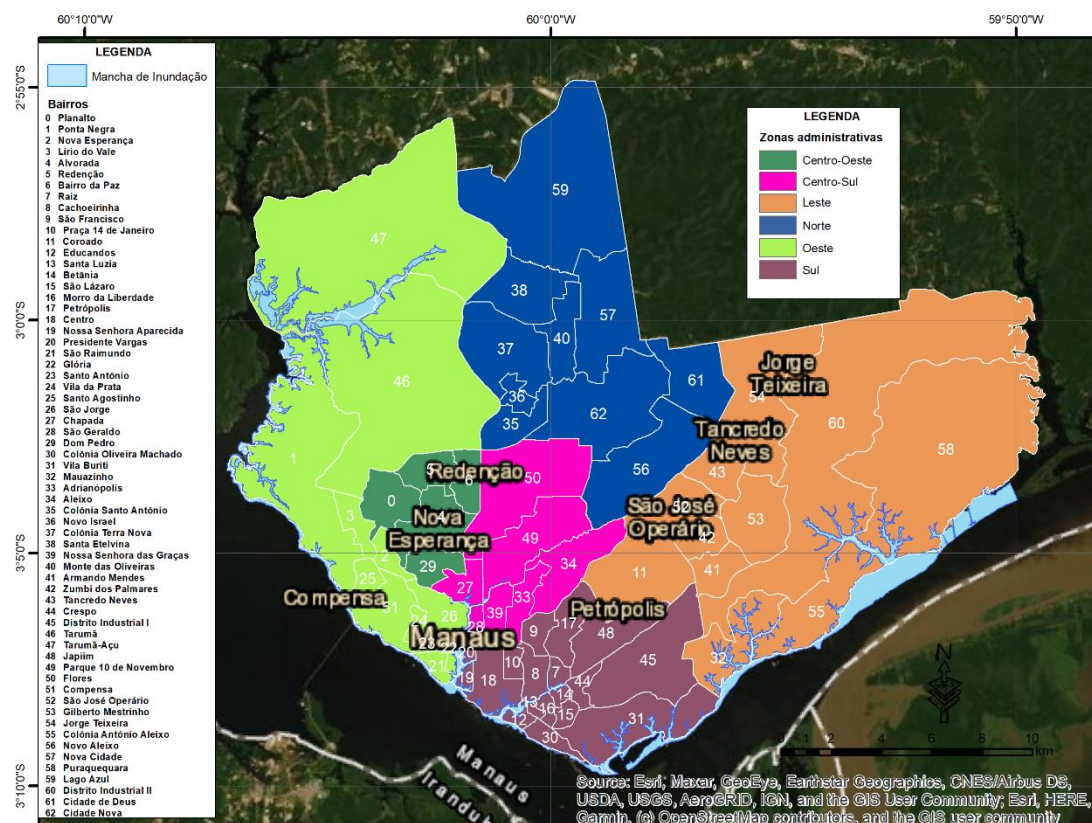 60°10'0"W
60°0'0"W
59°50'0"W
2°55'0"S
3°0'0"S
3°5'0"S
3°10'0"S
LEGENDA
Mancha de Inundação
Bairros
0 Planalto
1 Ponta Negra
2 Nova Esperança
3 Lírio do Vale
4 Alvorada
5 Redenção
6 Bairro da Paz
7 Raiz
8 Cachoeirinha
9 São Francisco
10 Praça 14 de Janeiro
11 Coroado
12 Educandos
13 Santa Luzia
14 Betânia
15 São Lázaro
16 Morro da Liberdade
17 Petrópolis
18 Centro
19 Nossa Senhora Aparecida
20 Presidente Vargas
21 São Raimundo
22 Glória
23 Santo Antônio
24 Vila da Prata
25 Santo Agostinho
26 São Jorge
27 Chapada
28 São Geraldo
29 Dom Pedro
30 Colônia Oliveira Machado
31 Vila Buriti
32 Mauazinho
33 Adrianópolis
34 Aleixo
35 Colônia Santo Antônio
36 Novo Israel
37 Colônia Terra Nova
38 Santa Etelvina
39 Nossa Senhora das Graças
40 Monte das Oliveiras
41 Armando Mendes
42 Zumbi dos Palmares
43 Tancredo Neves
44 Crespo
45 Distrito Industrial I
46 Tarumã
47 Tarumã-Açu
48 Japiim
49 Parque 10 de Novembro
50 Flores
51 Compensa
52 São José Operário
53 Gilberto Mestrinho
54 Jorge Teixeira
55 Colônia Antônio Aleixo
56 Novo Aleixo
57 Nova Cidade
58 Puraquequara
59 Lago Azul
60 Distrito Industrial II
61 Cidade de Deus
62 Cidade Nova
LEGENDA
Zonas administrativas
Centro-Oeste
Centro-Sul
Leste
Norte
Oeste
Sul
59
47
38
57
40
37
46
36
35
62
61
Jorge
Teixeira
54
60
58
Tancredo
Neves
43
56
1
5
Redenção
6
50
0
4
Nova
Esperança
3
2
29
49
34
São José
Operário
52
42
53
41
11
25
Compensa
51
27
33
39
Petrópolis
17
48
24
26
28
Manaus
23
22
20
21
19
18
10
9
8
7
44
45
55
32
14
13
16
15
12
30
31
Manaus
Irandub
N
0 1 2 4 6 8 10
km
Source: Esri, Maxar, GeoEye, Earthstar Geographics, CNES/Airbus DS,
USDA, USGS, AeroGRID, IGN, and the GIS User Community; Esri, HERE,
Garmin, (c) OpenStreetMap contributors, and the GIS user community